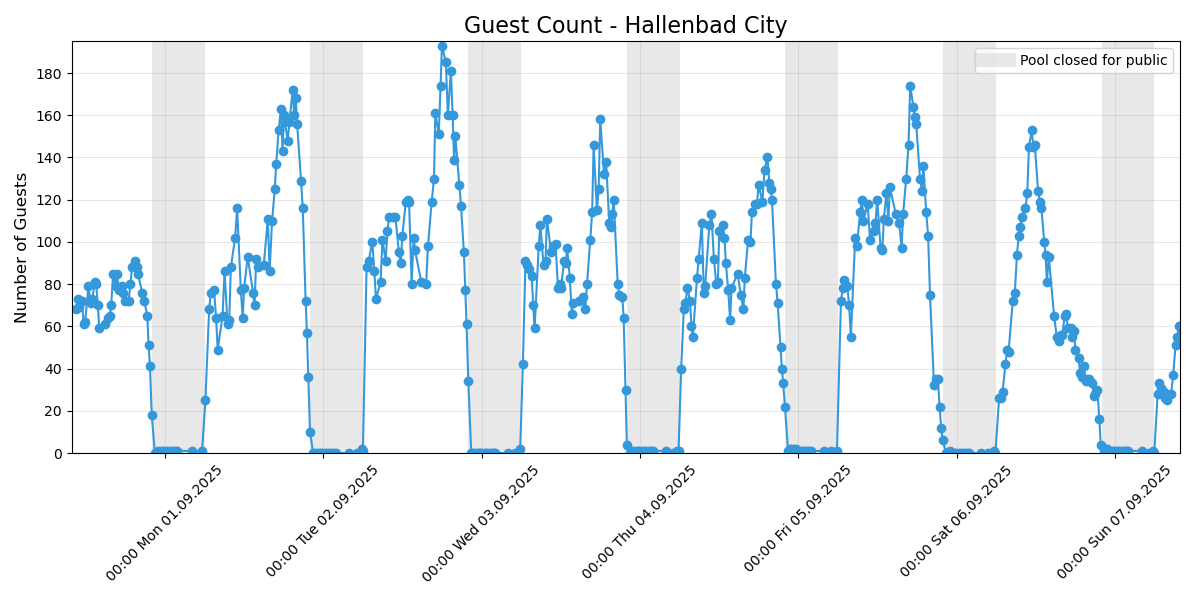 Guest Count - Hallenbad City
Pool closed for public
Number of Guests
180
160
140
120
100
80
60
40
20
0
00:00 Mon 01.09.2025
00:00 Tue 02.09.2025
00:00 Wed 03.09.2025
00:00 Thu 04.09.2025
00:00 Fri 05.09.2025
00:00 Sat 06.09.2025
00:00 Sun 07.09.2025